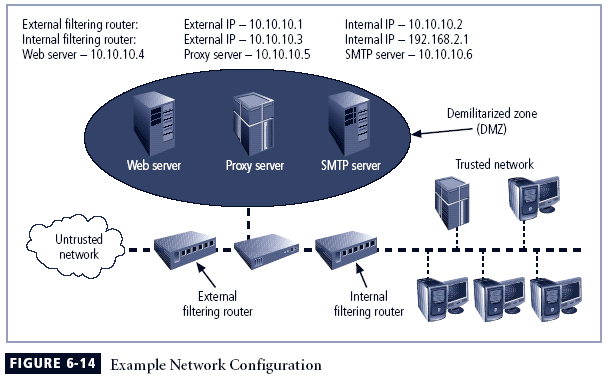 External filtering router: External IP – 10.10.10.1 Internal IP – 10.10.10.2
Internal filtering router: External IP – 10.10.10.3 Internal IP – 192.168.2.1
Web server – 10.10.10.4 Proxy server – 10.10.10.5 SMTP server – 10.10.10.6
Demilitarized zone
(DMZ)
Web server Proxy server SMTP server
Trusted network
Untrusted
network
External
filtering router
Internal
filtering router
FIGURE 6-14 Example Network Configuration